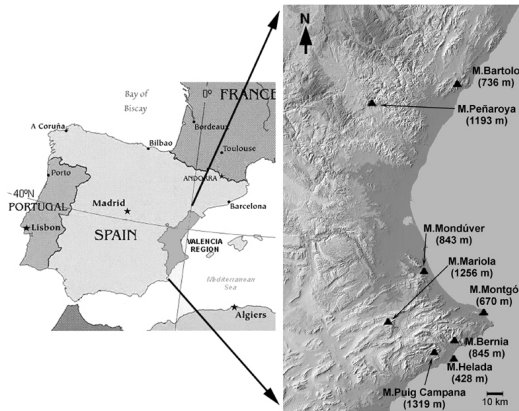 Bay of
Biscay
0°
FRANCE
A Coruña
Bilbao
Bordeaux
Toulouse
ANDORRA
40°N
Porto
PORTUGAL
Madrid
Barcelona
Lisbon
SPAIN
VALENCIA
REGION
Mediterranean
Sea
Algiers
N
M.Bartolo
(736 m)
M.Peñaroya
(1193 m)
M.Mondúver
(843 m)
M.Mariola
(1256 m)
M.Montgó
(670 m)
M.Bernia
(845 m)
M.Helada
(428 m)
M.Puig Campana
(1319 m)
10 km